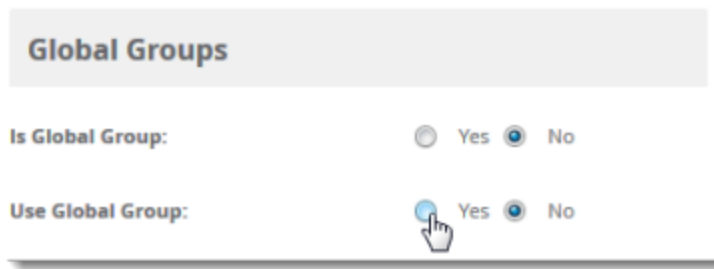 Global Groups
Is Global Group: Yes No
Use Global Group: Yes No